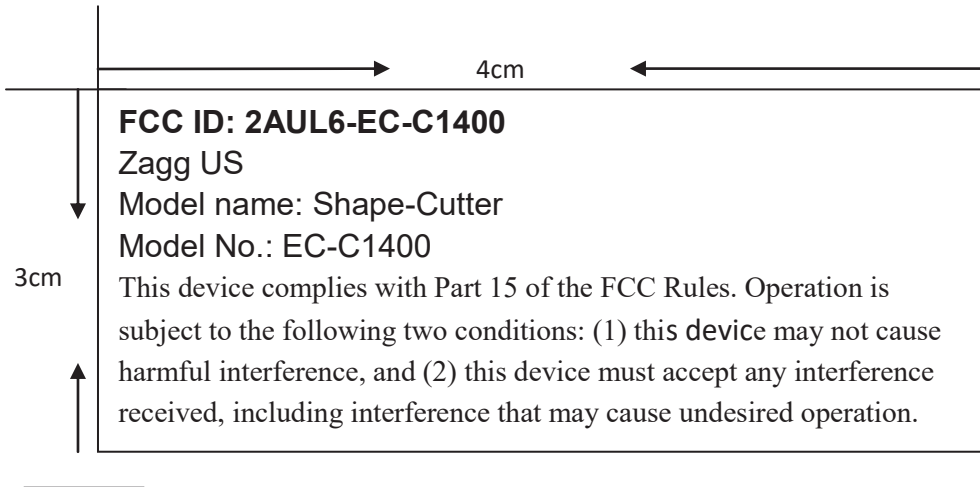 4cm
FCC ID: 2AUL6-EC-C1400
Zagg US
Model name: Shape-Cutter
Model No.: EC-C1400
3cm
This device complies with Part 15 of the FCC Rules. Operation is
subject to the following two conditions: (1) this device may not cause
harmful interference, and (2) this device must accept any interference
received, including interference that may cause undesired operation.